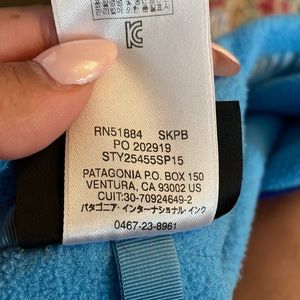 RN51884 SKPB
PO 202919
STY25455SP15
PATAGONIA P.O. BOX 150
VENTURA, CA 93002 US
CUIT:30-70924649-2
パタゴニア・インターナショナル・インク
0467-23-8961